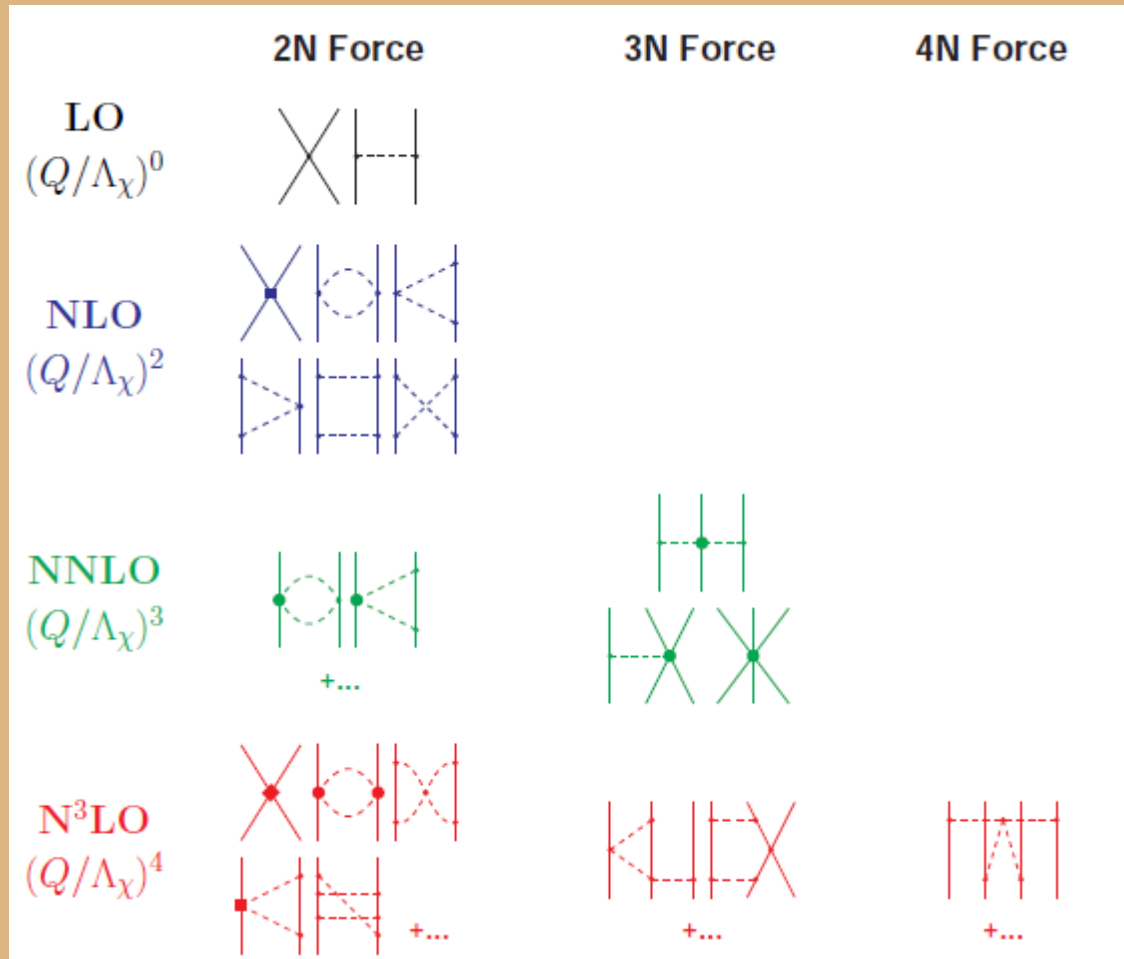 2N Force 3N Force 4N Force
LO
(Q/Λχ)⁰
NLO
(Q/Λχ)²
NNLO
(Q/Λχ)³
+...
N³LO
(Q/Λχ)⁴
+... +... +...